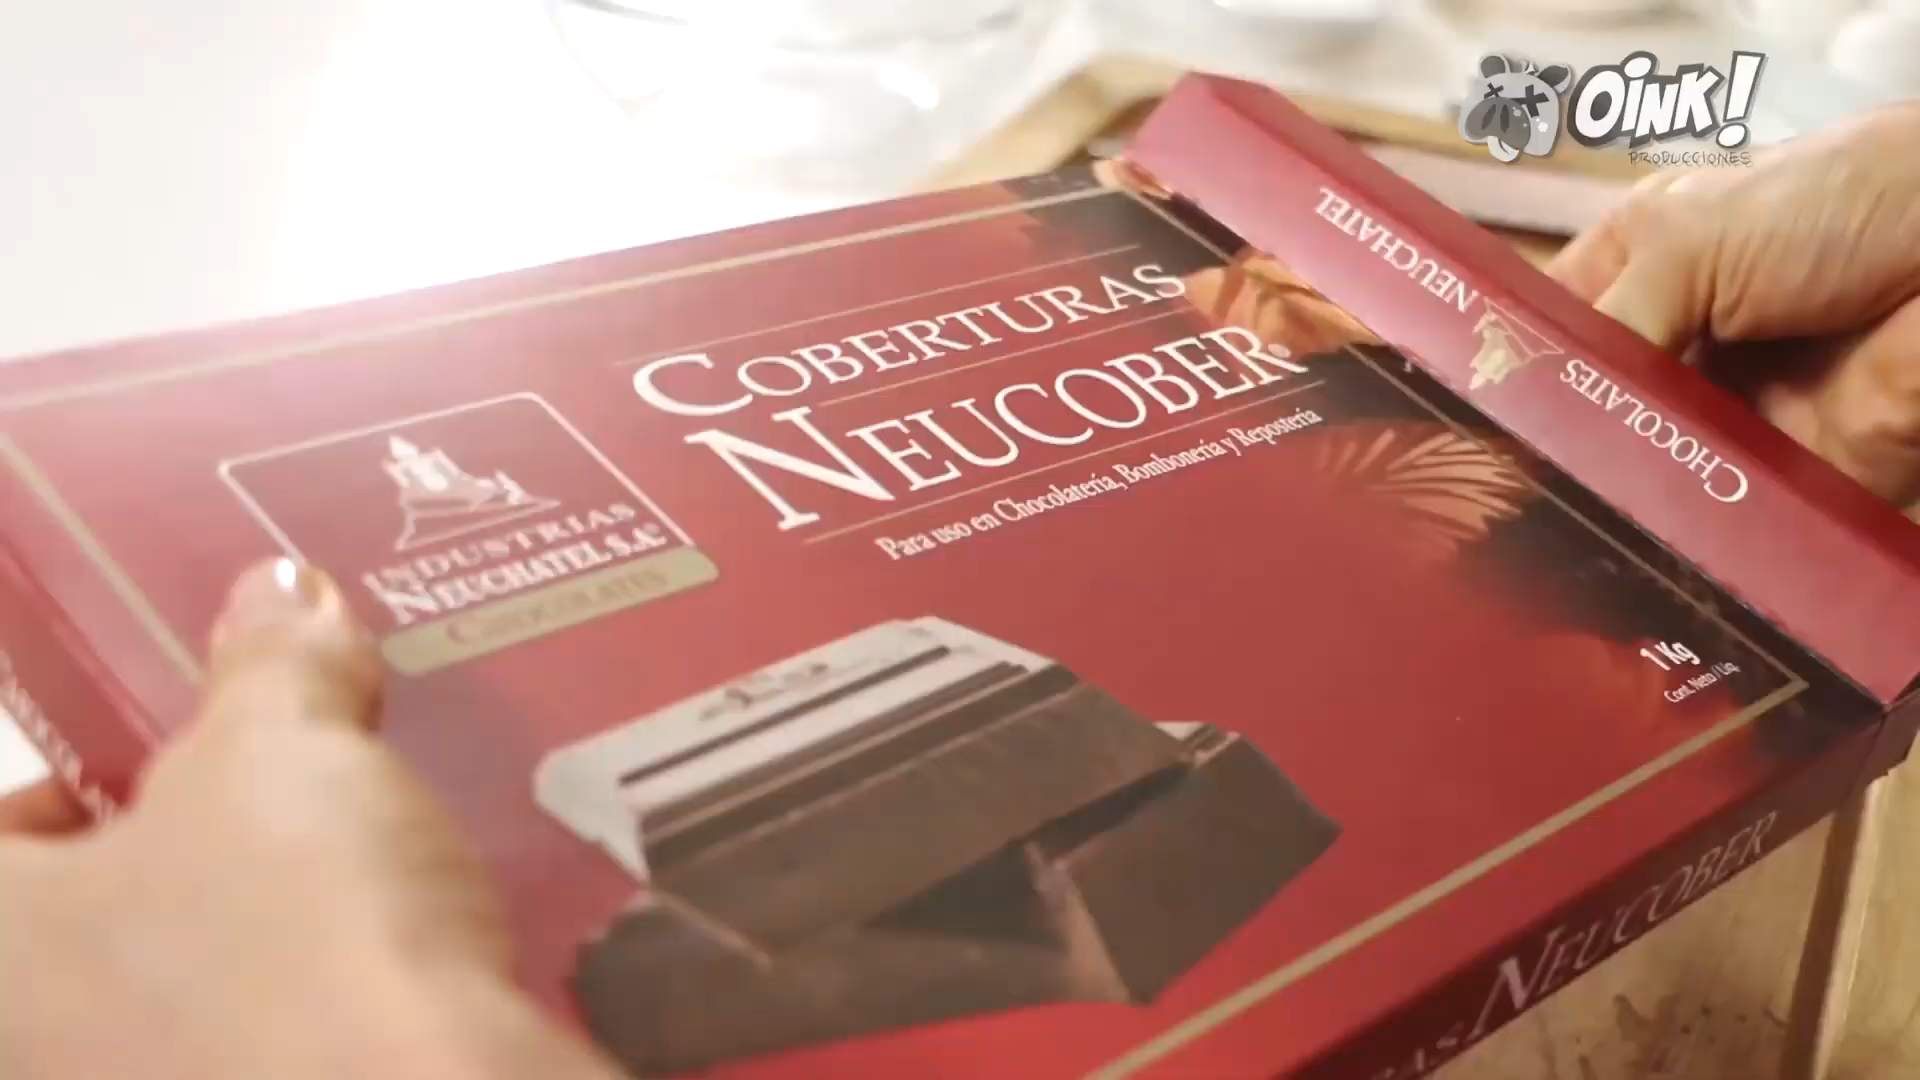 OINK!
PRODUCCIONES
CHOCOLATES NEUCHATEL
COBERTURAS
NEUCOBER®
Para uso en Chocolatería, Bombonería y Repostería
INDUSTRIAS
NEUCHATEL S.A.
CHOCOLATES
1 Kg
Cont. Neto / Liq.
NEUCOBER